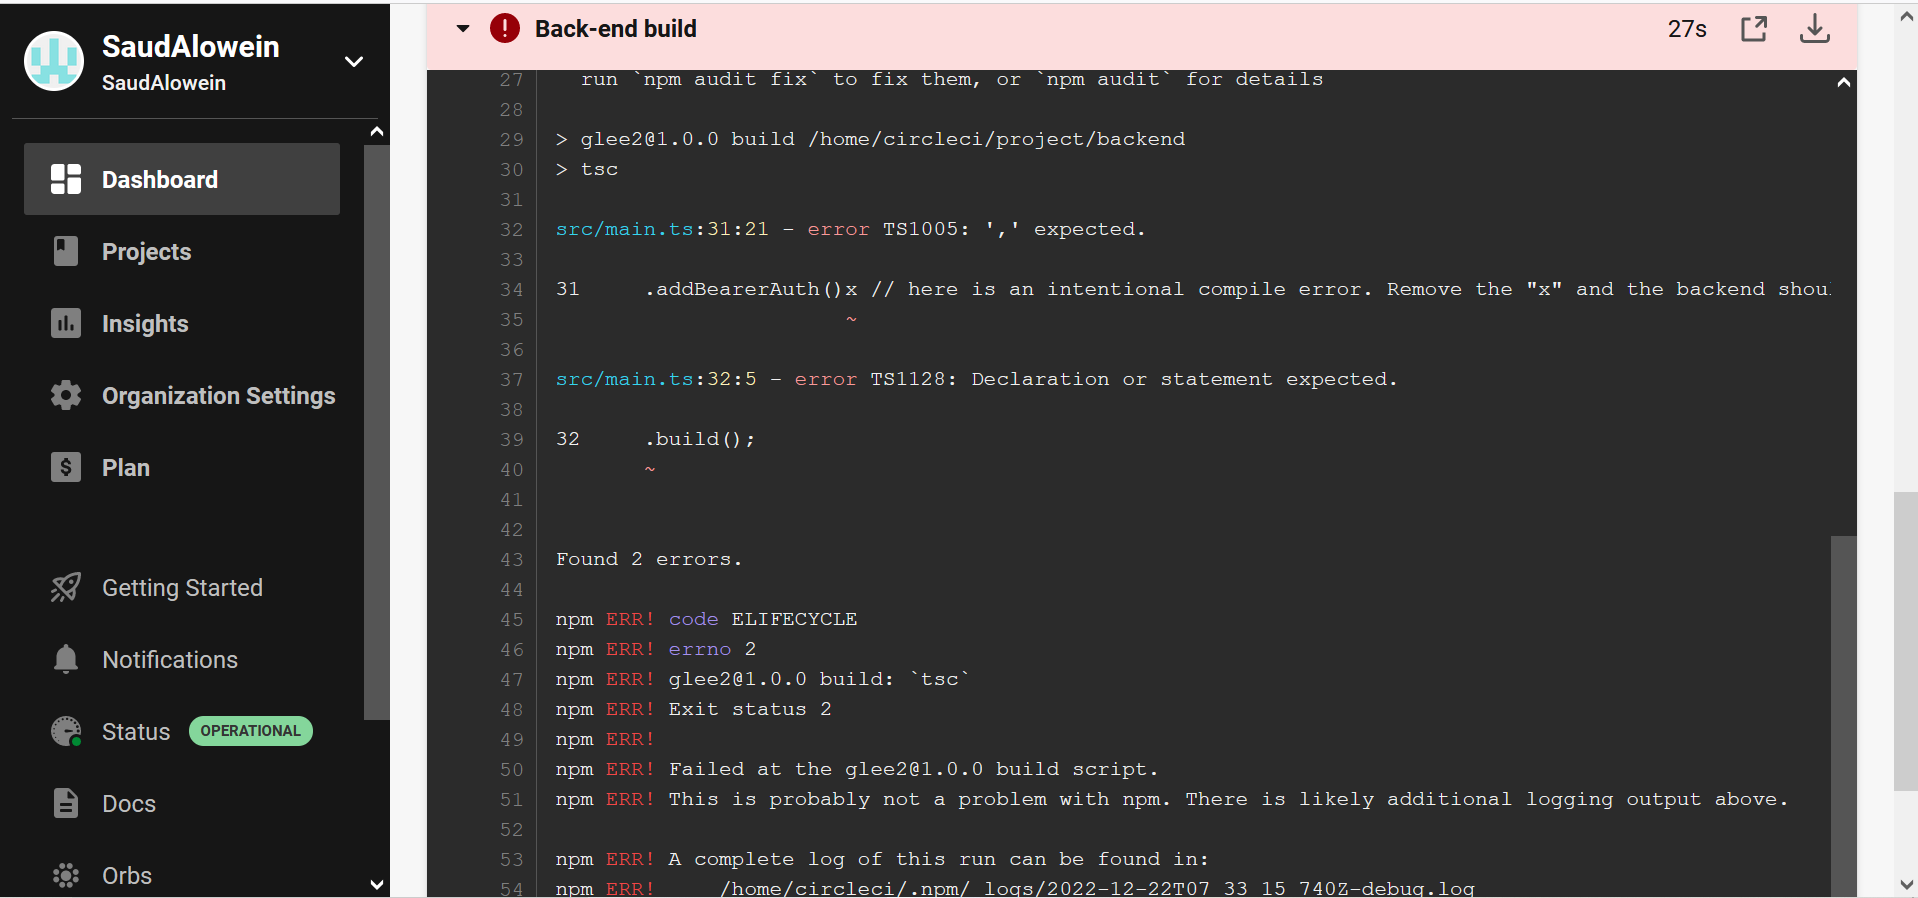 SaudAlowein
SaudAlowein
Dashboard
Projects
Insights
Organization Settings
$ Plan
Getting Started
Notifications
Status OPERATIONAL
Docs
Orbs
! Back-end build 27s
27 run `npm audit fix` to fix them, or `npm audit` for details
28
29 > glee2@1.0.0 build /home/circleci/project/backend
30 > tsc
31
32 src/main.ts:31:21 - error TS1005: ',' expected.
33
34 31 .addBearerAuth()x // here is an intentional compile error. Remove the "x" and the backend shoul
35 ~
36
37 src/main.ts:32:5 - error TS1128: Declaration or statement expected.
38
39 32 .build();
40 ~
41
42
43 Found 2 errors.
44
45 npm ERR! code ELIFECYCLE
46 npm ERR! errno 2
47 npm ERR! glee2@1.0.0 build: `tsc`
48 npm ERR! Exit status 2
49 npm ERR!
50 npm ERR! Failed at the glee2@1.0.0 build script.
51 npm ERR! This is probably not a problem with npm. There is likely additional logging output above.
52
53 npm ERR! A complete log of this run can be found in:
54 npm ERR! /home/circleci/.npm/_logs/2022-12-22T07_33_15_740Z-debug.log